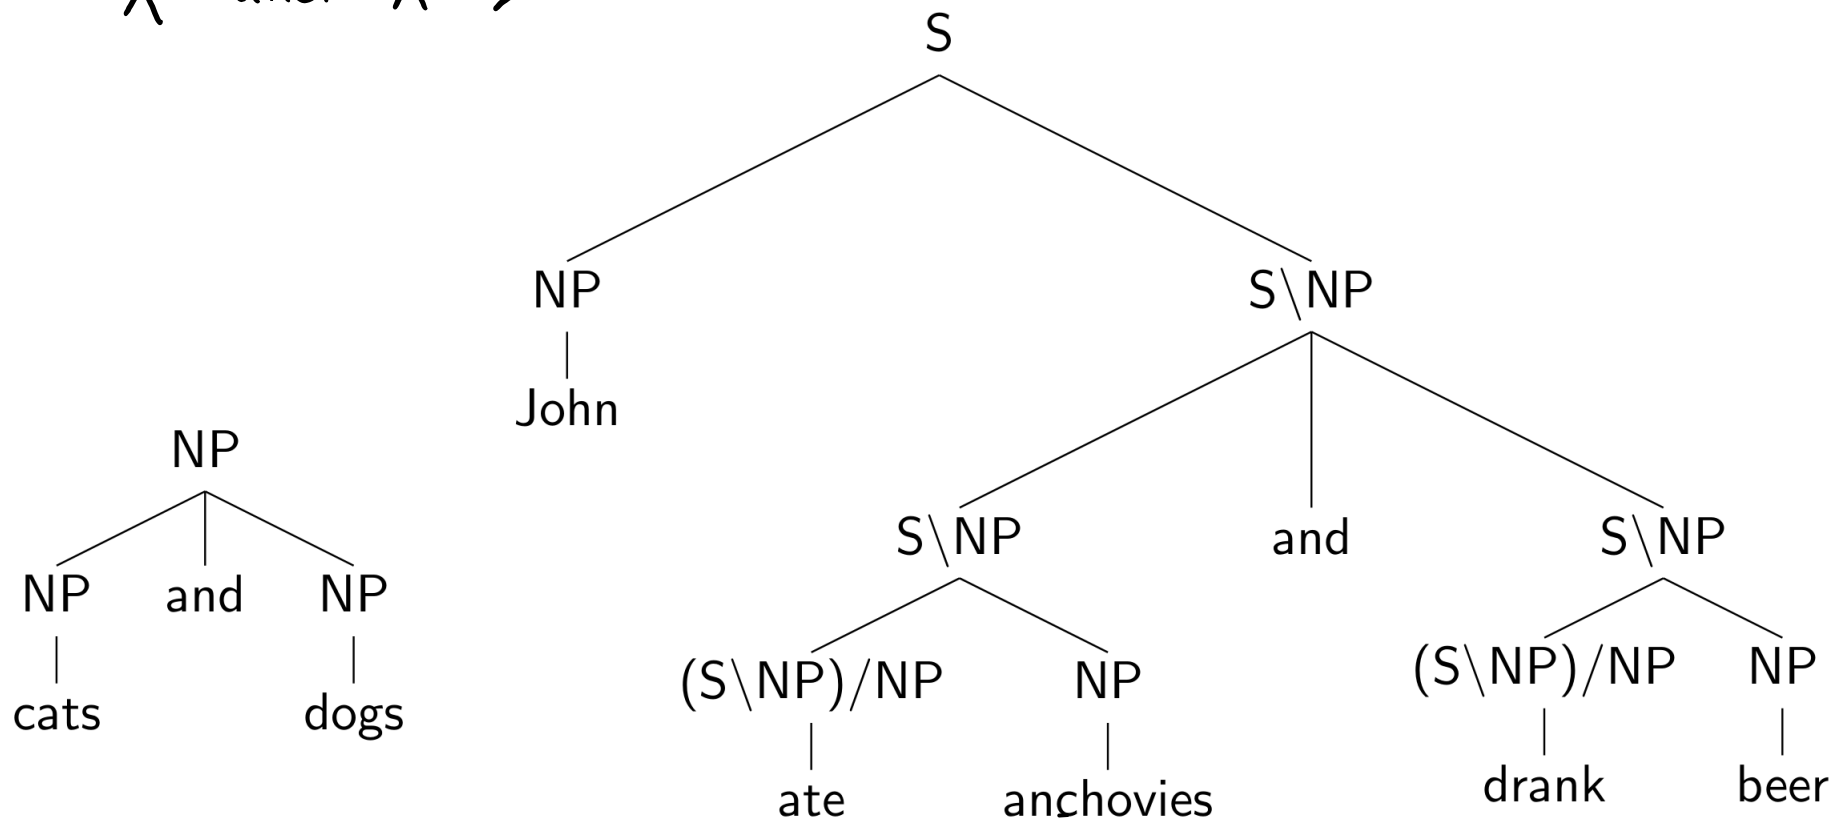 S
NP S\NP
John
NP
S\NP and S\NP
NP and NP
(S\NP)/NP NP (S\NP)/NP NP
cats dogs
ate anchovies drank beer